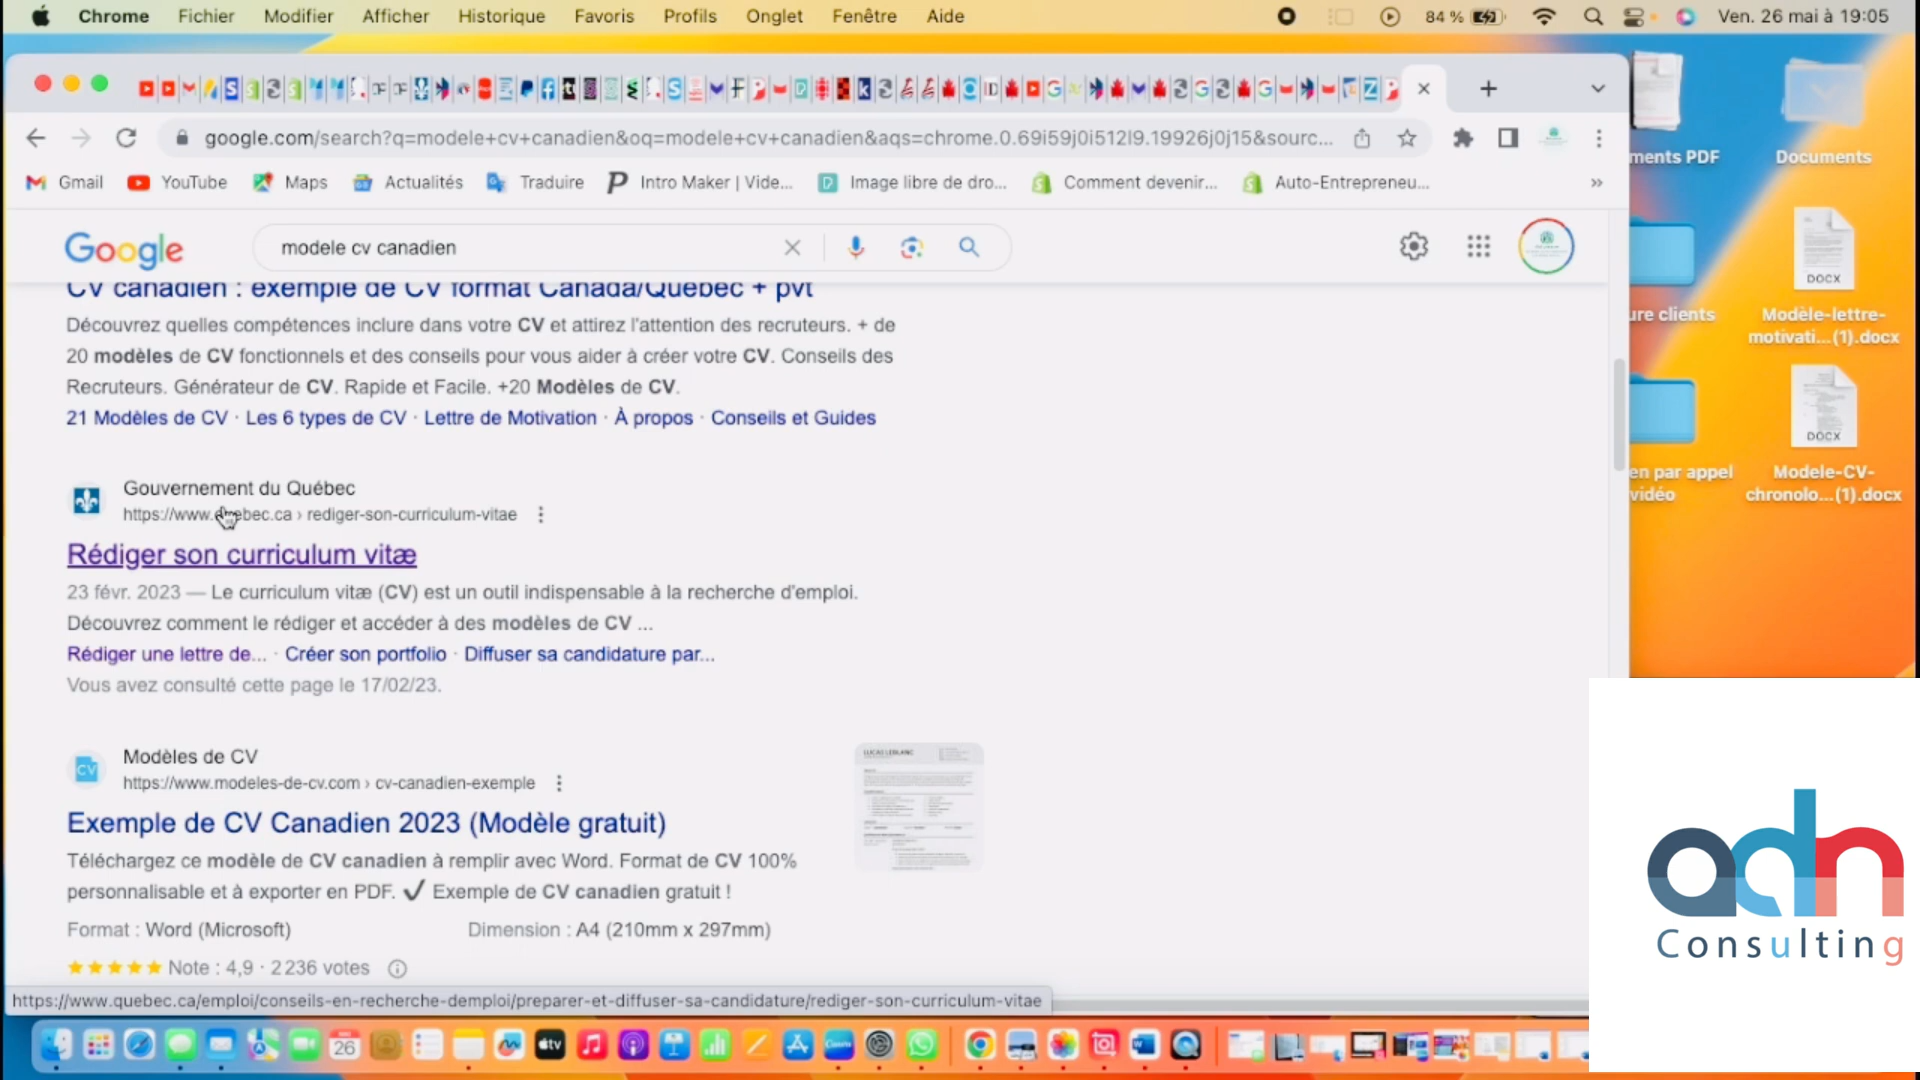 Chrome Fichier Modifier Afficher Historique Favoris Profils Onglet Fenêtre Aide 84 % Ven. 26 mai à 19:05
google.com/search?q=modele+cv+canadien&oq=modele+cv+canadien&aqs=chrome.0.69i59j0i512l9.19926j0j15&sourc...
Gmail YouTube Maps Actualités Traduire Intro Maker | Vide... Image libre de dro... Comment devenir... Auto-Entrepreneu... »
Google modele cv canadien
CV canadien : exemple de CV format Canada/Québec + pvt
Découvrez quelles compétences inclure dans votre CV et attirez l'attention des recruteurs. + de
20 modèles de CV fonctionnels et des conseils pour vous aider à créer votre CV. Conseils des
Recruteurs. Générateur de CV. Rapide et Facile. +20 Modèles de CV.
21 Modèles de CV · Les 6 types de CV · Lettre de Motivation · À propos · Conseils et Guides
Gouvernement du Québec
https://www.quebec.ca › rediger-son-curriculum-vitae
Rédiger son curriculum vitæ
23 févr. 2023 — Le curriculum vitæ (CV) est un outil indispensable à la recherche d'emploi.
Découvrez comment le rédiger et accéder à des modèles de CV ...
Rédiger une lettre de... · Créer son portfolio · Diffuser sa candidature par...
Vous avez consulté cette page le 17/02/23.
Modèles de CV
CV
https://www.modeles-de-cv.com › cv-canadien-exemple
Exemple de CV Canadien 2023 (Modèle gratuit)
Téléchargez ce modèle de CV canadien à remplir avec Word. Format de CV 100%
personnalisable et à exporter en PDF. ✔ Exemple de CV canadien gratuit !
Format : Word (Microsoft) Dimension : A4 (210mm x 297mm)
Note : 4,9 · 2 236 votes
LUCAS LEBLANC
https://www.quebec.ca/emploi/conseils-en-recherche-demploi/preparer-et-diffuser-sa-candidature/rediger-son-curriculum-vitae
ments PDF
Documents
DOCX
ure clients
Modèle-lettre-
motivati...(1).docx
DOCX
en par appel
vidéo
Modele-CV-
chronolo...(1).docx
26
tv
adn
Consulting